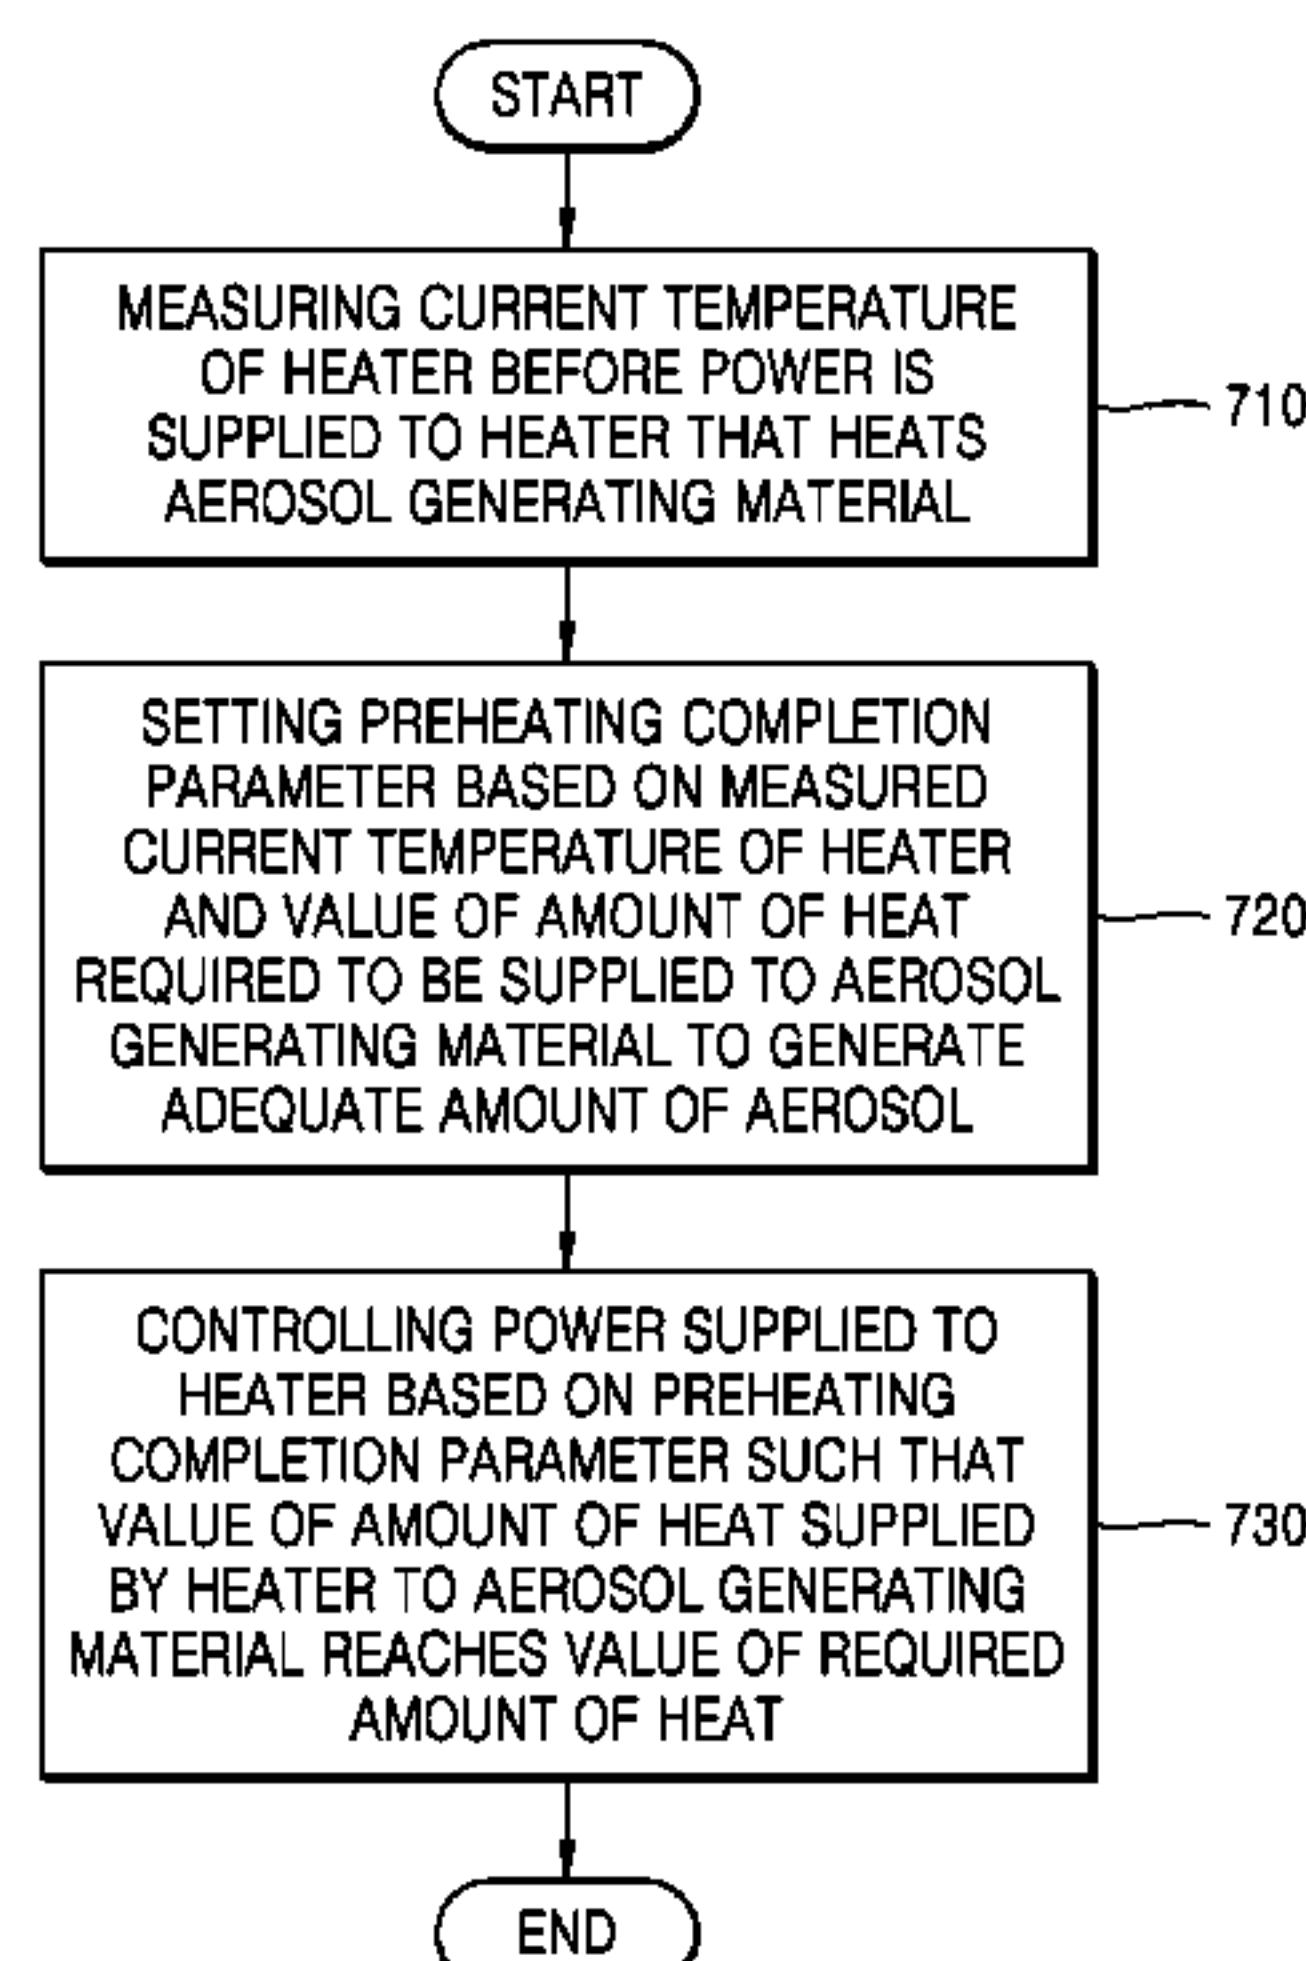 START
MEASURING CURRENT TEMPERATURE
OF HEATER BEFORE POWER IS
SUPPLIED TO HEATER THAT HEATS
AEROSOL GENERATING MATERIAL
710
SETTING PREHEATING COMPLETION
PARAMETER BASED ON MEASURED
CURRENT TEMPERATURE OF HEATER
AND VALUE OF AMOUNT OF HEAT
REQUIRED TO BE SUPPLIED TO AEROSOL
GENERATING MATERIAL TO GENERATE
ADEQUATE AMOUNT OF AEROSOL
720
CONTROLLING POWER SUPPLIED TO
HEATER BASED ON PREHEATING
COMPLETION PARAMETER SUCH THAT
VALUE OF AMOUNT OF HEAT SUPPLIED
BY HEATER TO AEROSOL GENERATING
MATERIAL REACHES VALUE OF REQUIRED
AMOUNT OF HEAT
730
END